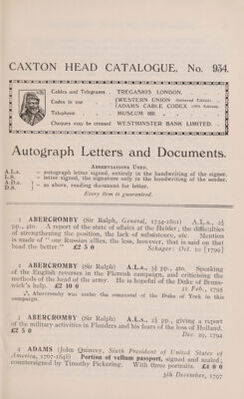 CAXTON HEAD CATALOGUE. No. 934.
Cables and Telegrams . TREGASKIS LONDON.
Codes in use {WESTERN UNION (Universal Edition).
{ADAMS CABLE CODEX (10th Edition).
Telephone . . MUSEUM
Cheques may be crossed WESTMINSTER BANK LIMITED.
Autograph Letters and Documents.
ABBREVIATIONS USED.
A.L.s. = autograph letter signed, entirely in the handwriting of the signer.
L.s. = letter signed, the signature only in the handwriting of the sender.
A.D.s. }
D.s. } = as above, reading document for letter.
Every item is guaranteed.
1 ABERCROMBY (Sir Ralph, General, 1734-1801) A.L.s., 2½
pp., 4to. A report of the state of affairs at the Helder; the difficulties
of strengthening the position, the lack of subsistence, etc. Mention
is made of "our Russian allies, the less, however, that is said on that
head the better." £2 5 0 Schager: Oct. 10 [1799]
2 ABERCROMBY (Sir Ralph) A.L.s., 3½ pp., 4to. Speaking
of the English reverses in the Flemish campaign, and criticising the
methods of the head of the army. He is hopeful of the Duke of Bruns-
wick's help. £2 10 0 11 Feb., 1795
⁂ Abercromby was under the command of the Duke of York in this
campaign.
3 ABERCROMBY (Sir Ralph) A.L.s., 2½ pp., giving a report
of the military activities in Flanders and his fears of the loss of Holland.
£2 5 0 Dec. 20, 1794
4 ADAMS (John Quincey, Sixth President of United States of
America, 1767-1848) Portion of vellum passport, signed and sealed;
countersigned by Timothy Pickering. With three portraits. £4 8 0
5th December, 1797